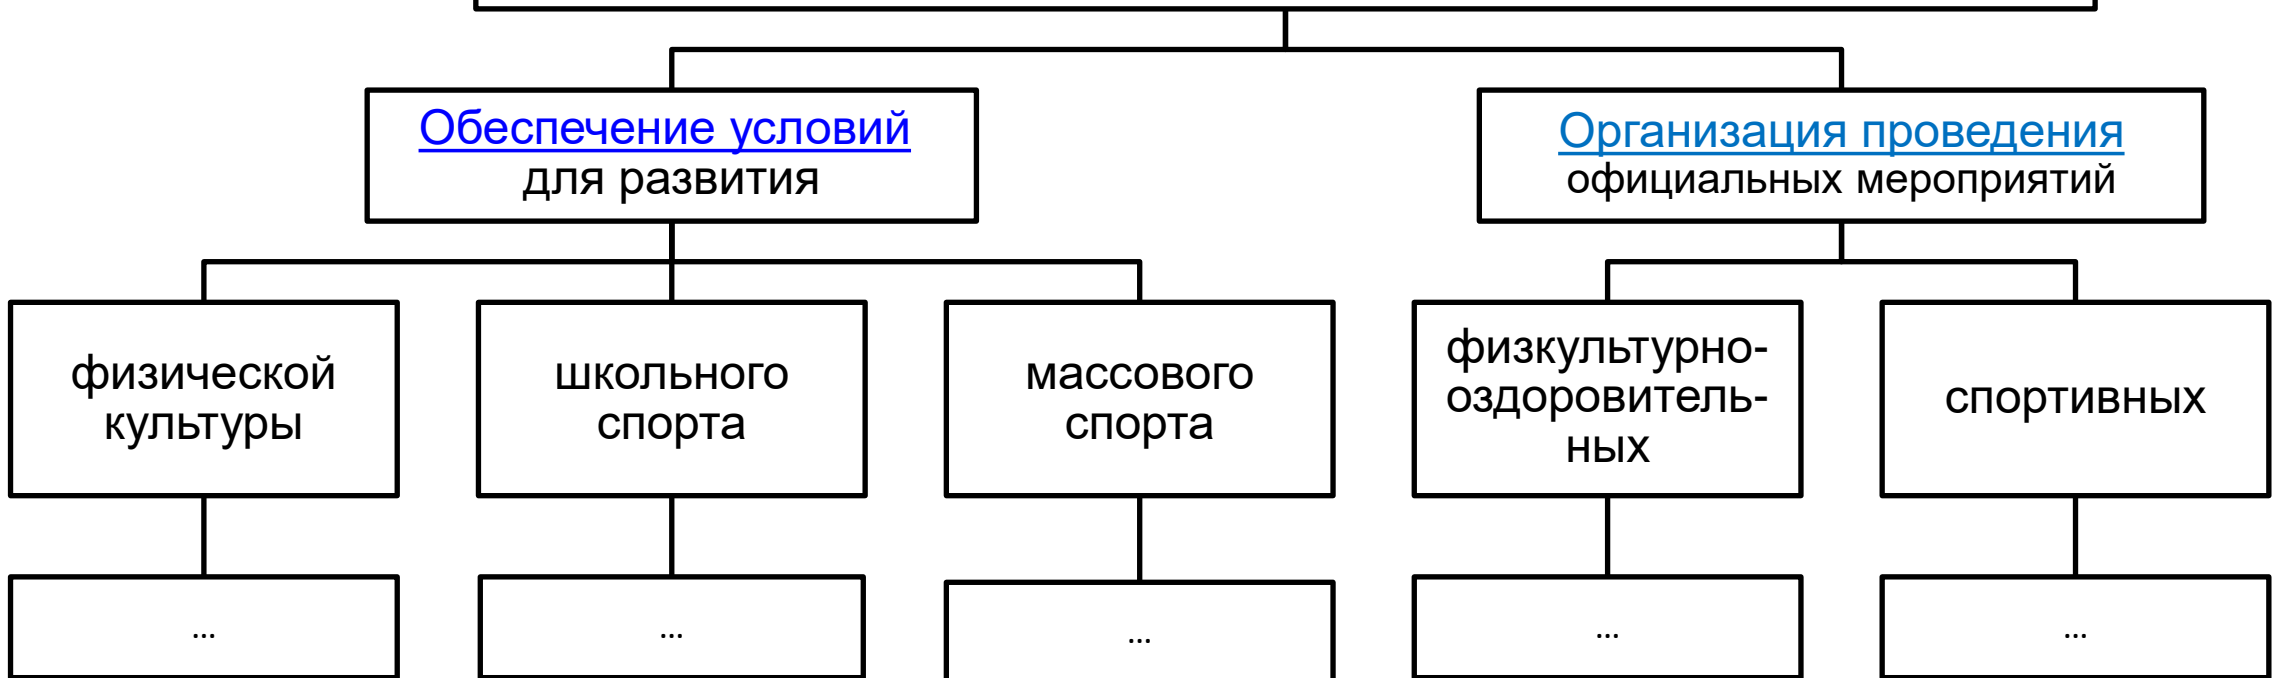 Обеспечение условий
для развития
Организация проведения
официальных мероприятий
физической
культуры
школьного
спорта
массового
спорта
физкультурно-
оздоровитель-
ных
спортивных
...
...
...
...
...